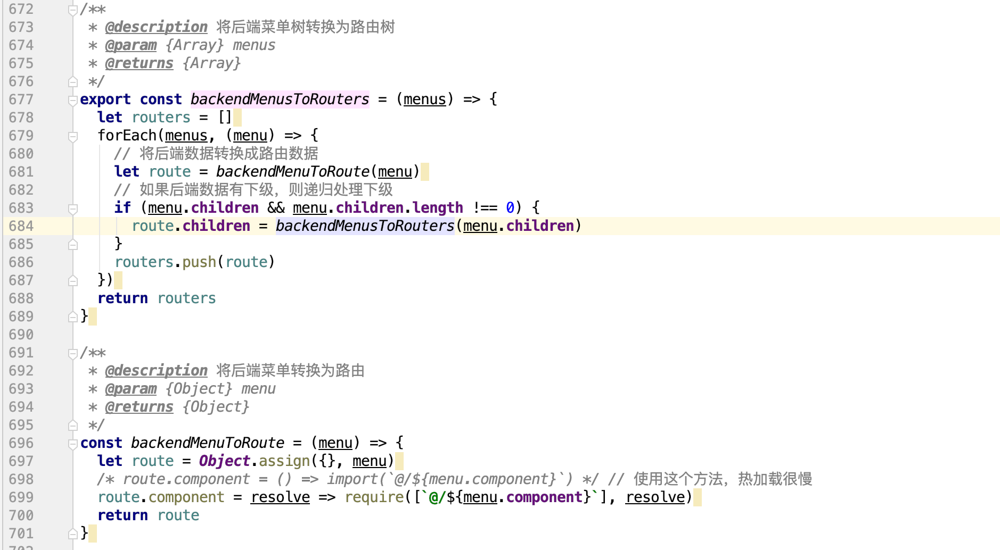 672 /**
673  * @description 将后端菜单树转换为路由树
674  * @param {Array} menus
675  * @returns {Array}
676  */
677 export const backendMenusToRouters = (menus) => {
678   let routers = []
679   forEach(menus, (menu) => {
680     // 将后端数据转换成路由数据
681     let route = backendMenuToRoute(menu)
682     // 如果后端数据有下级，则递归处理下级
683     if (menu.children && menu.children.length !== 0) {
684       route.children = backendMenusToRouters(menu.children)
685     }
686     routers.push(route)
687   })
688   return routers
689 }
690
691 /**
692  * @description 将后端菜单转换为路由
693  * @param {Object} menu
694  * @returns {Object}
695  */
696 const backendMenuToRoute = (menu) => {
697   let route = Object.assign({}, menu)
698   /* route.component = () => import(`@/${menu.component}`) */ // 使用这个方法，热加载很慢
699   route.component = resolve => require([`@/${menu.component}`], resolve)
700   return route
701 }
702